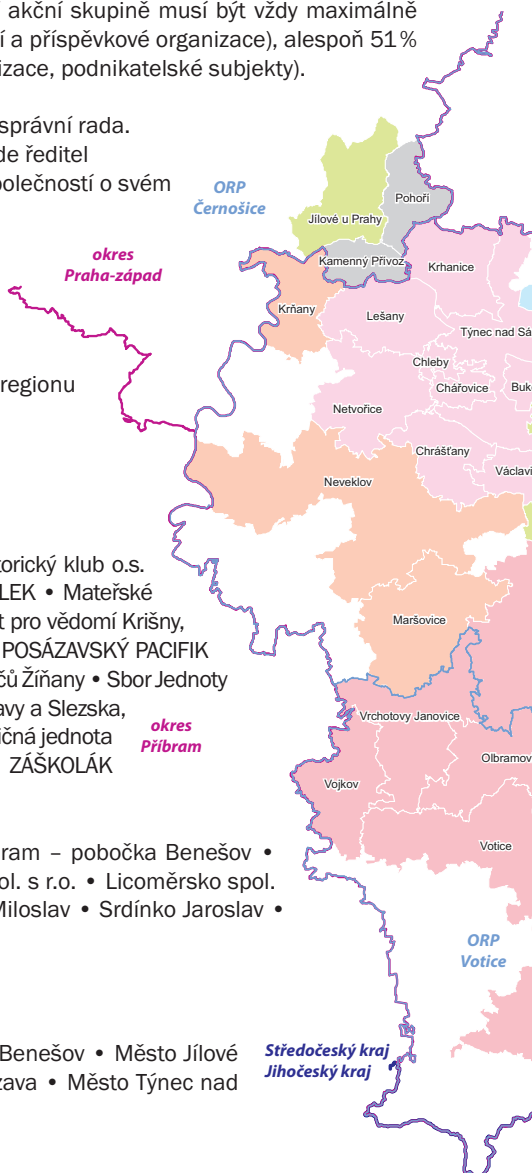 í akční skupině musí být vždy maximálně
í a příspěvkové organizace), alespoň 51 %
izace, podnikatelské subjekty).
správní rada.
de ředitel
polečností o svém
regionu
torický klub o.s.
LEK • Mateřské
t pro vědomí Krišny,
POSÁZAVSKÝ PACIFIK
čů Žíňany • Sbor Jednoty
avy a Slezska,
ičná jednota
ZÁŠKOLÁK
ram – pobočka Benešov •
ol. s r.o. • Licoměrsko spol.
Miloslav • Srdínko Jaroslav •
Benešov • Město Jílové
zava • Město Týnec nad
ORP
Černošice
okres
Praha-západ
Pohoří
Jílové u Prahy
Kamenný Přívoz
Krhanice
Krňany
Lešany
Týnec nad Sá
Chleby
Chářovice
Buk
Netvořice
Chrášťany
Václavi
Neveklov
Maršovice
okres
Příbram
Vrchotovy Janovice
Olbramov
Vojkov
Votice
ORP
Votice
Středočeský kraj
Jihočeský kraj